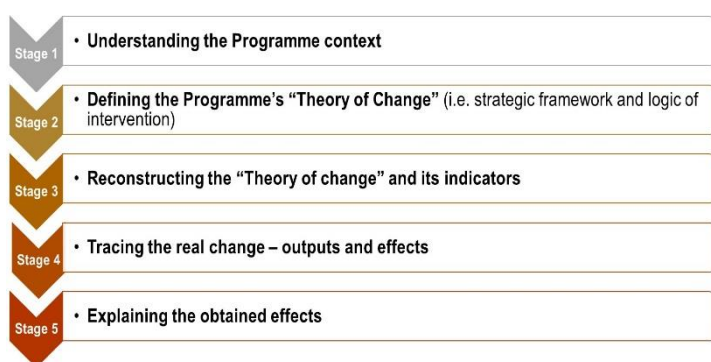 Stage 1
• Understanding the Programme context
Stage 2
• Defining the Programme's “Theory of Change” (i.e. strategic framework and logic of
intervention)
Stage 3
• Reconstructing the “Theory of change” and its indicators
Stage 4
• Tracing the real change – outputs and effects
Stage 5
• Explaining the obtained effects